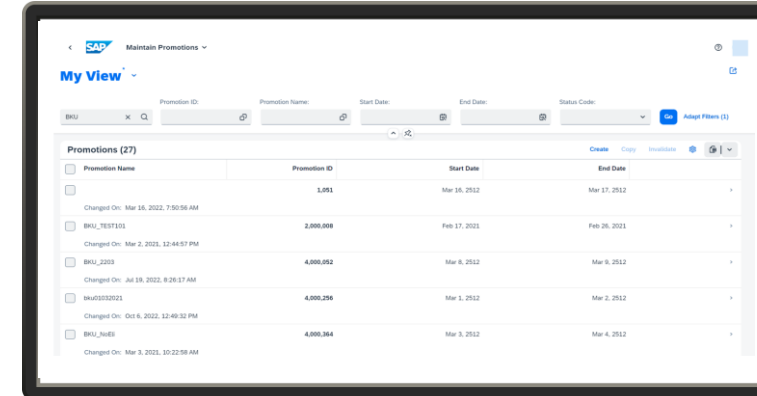 SAP Maintain Promotions
My View*
Promotion ID: Promotion Name: Start Date: End Date: Status Code:
BKU Go Adapt Filters (1)
Promotions (27) Create Copy Invalidate
Promotion Name Promotion ID Start Date End Date
1,051 Mar 16, 2512 Mar 17, 2512
Changed On: Mar 16, 2022, 7:50:56 AM
BKU_TEST101 2,000,008 Feb 17, 2021 Feb 26, 2021
Changed On: Mar 2, 2021, 12:44:57 PM
BKU_2203 4,000,052 Mar 8, 2512 Mar 9, 2512
Changed On: Jul 19, 2022, 8:26:17 AM
bku01032021 4,000,256 Mar 1, 2512 Mar 2, 2512
Changed On: Oct 6, 2022, 12:49:32 PM
BKU_NoEli 4,000,364 Mar 3, 2512 Mar 4, 2512
Changed On: Mar 3, 2021, 10:22:58 AM